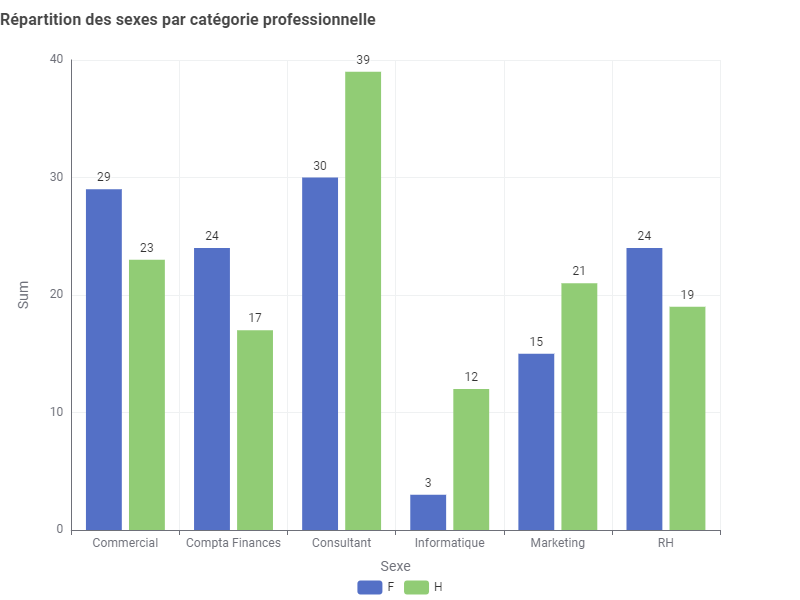 Répartition des sexes par catégorie professionnelle
40
39
30
30
29
24
24
23
21
20
19
17
15
12
10
3
0
Sum
Commercial
Compta Finances
Consultant
Informatique
Marketing
RH
Sexe
F
H